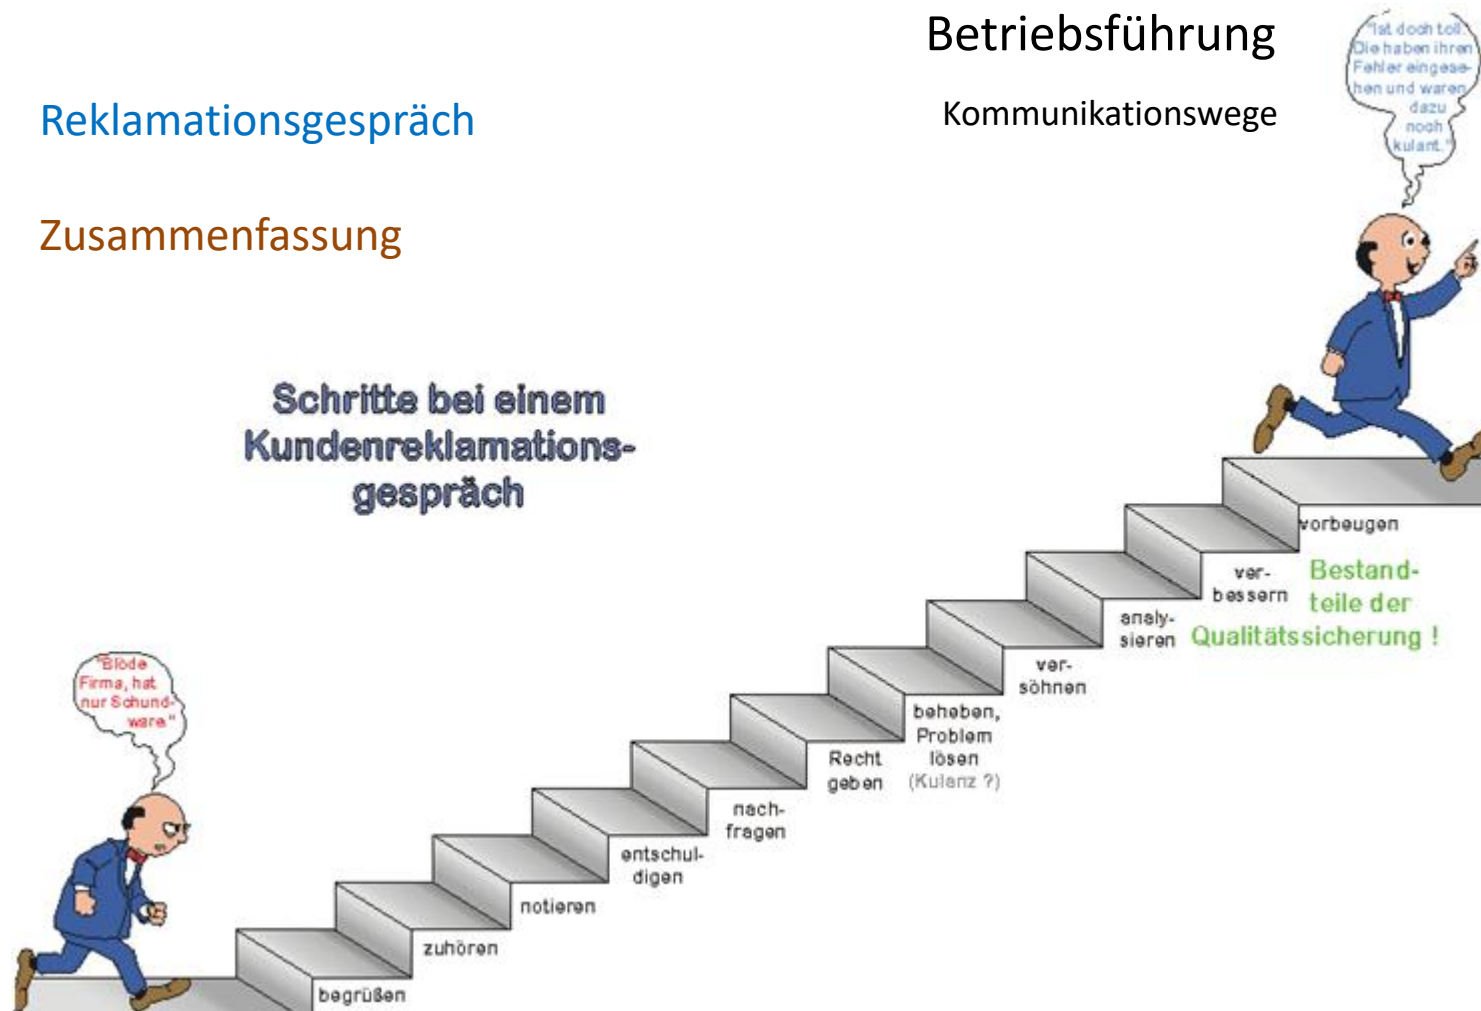 Betriebsführung
Kommunikationswege
Reklamationsgespräch
Zusammenfassung
"Ist doch toll.
Die haben ihren
Fehler eingese-
hen und waren
dazu
noch
kulant."
Schritte bei einem
Kundenreklamations-
gespräch
"Blöde
Firma, hat
nur Schund-
ware"
begrüßen
zuhören
notieren
entschul-
digen
nach-
fragen
Recht
geben
beheben,
Problem
lösen
(Kulanz ?)
ver-
söhnen
analy-
sieren
ver-
bessern
vorbeugen
Bestand-
teile der
Qualitätssicherung !